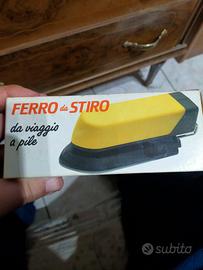 FERRO da STIRO
da viaggio
a pile
subito